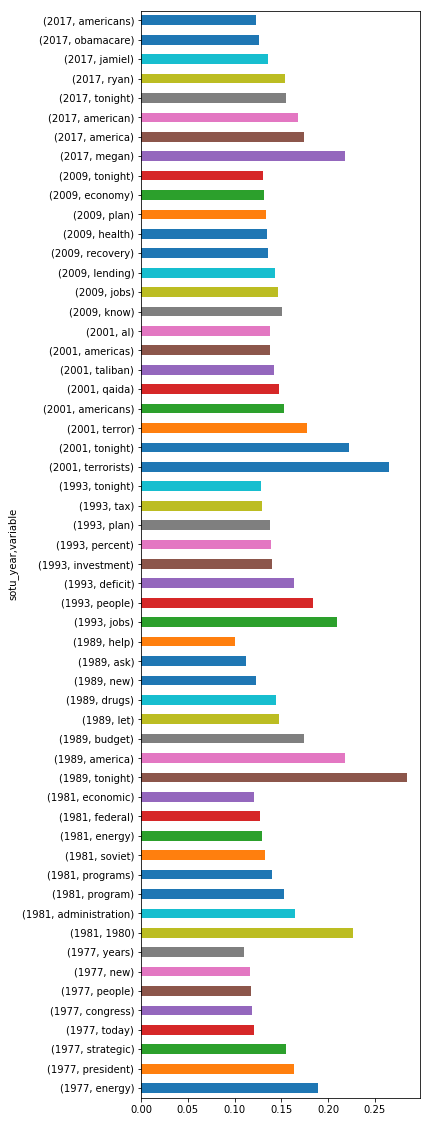 (2017, americans)
(2017, obamacare)
(2017, jamiel)
(2017, ryan)
(2017, tonight)
(2017, american)
(2017, america)
(2017, megan)
(2009, tonight)
(2009, economy)
(2009, plan)
(2009, health)
(2009, recovery)
(2009, lending)
(2009, jobs)
(2009, know)
(2001, al)
(2001, americas)
(2001, taliban)
(2001, qaida)
(2001, americans)
(2001, terror)
(2001, tonight)
(2001, terrorists)
(1993, tonight)
(1993, tax)
(1993, plan)
(1993, percent)
(1993, investment)
(1993, deficit)
(1993, people)
(1993, jobs)
(1989, help)
(1989, ask)
(1989, new)
(1989, drugs)
(1989, let)
(1989, budget)
(1989, america)
(1989, tonight)
(1981, economic)
(1981, federal)
(1981, energy)
(1981, soviet)
(1981, programs)
(1981, program)
(1981, administration)
(1981, 1980)
(1977, years)
(1977, new)
(1977, people)
(1977, congress)
(1977, today)
(1977, strategic)
(1977, president)
(1977, energy)
sotu_year,variable
0.00 0.05 0.10 0.15 0.20 0.25